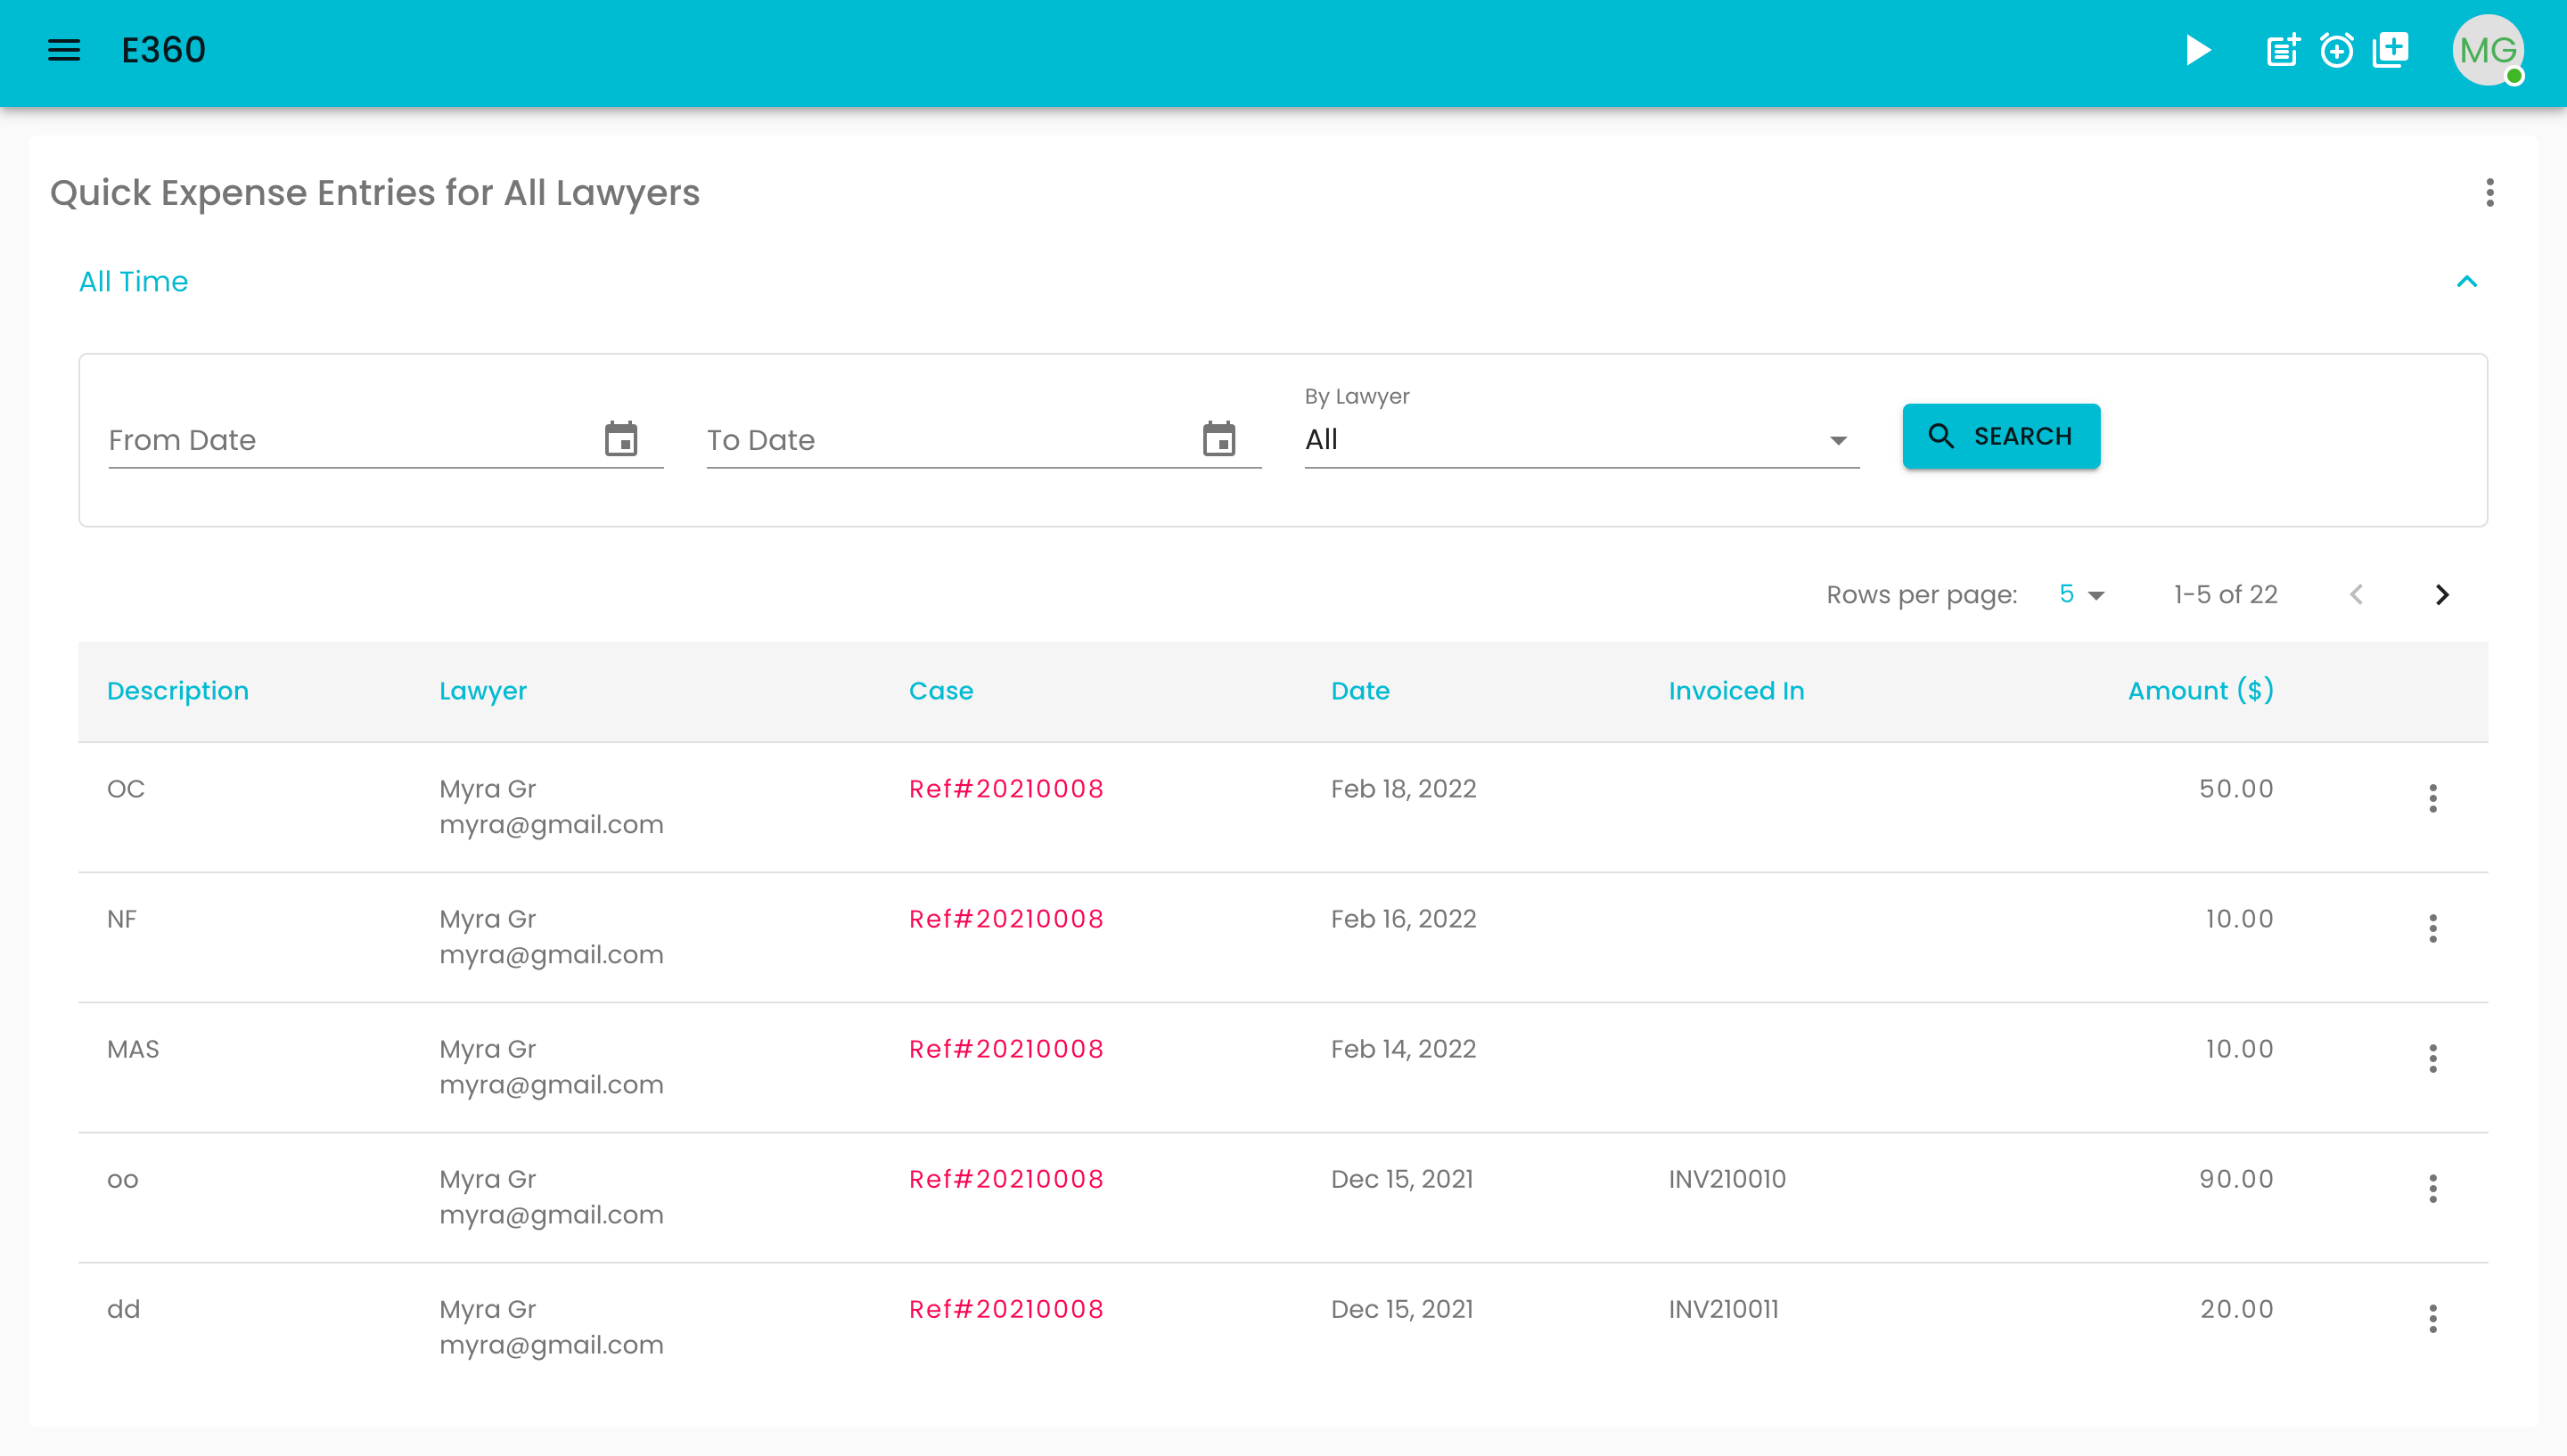 E360
MG
Quick Expense Entries for All Lawyers
All Time
By Lawyer
From Date To Date All SEARCH
Rows per page: 5 1-5 of 22
Description Lawyer Case Date Invoiced In Amount ($)
OC Myra Gr Ref#20210008 Feb 18, 2022 50.00
myra@gmail.com
NF Myra Gr Ref#20210008 Feb 16, 2022 10.00
myra@gmail.com
MAS Myra Gr Ref#20210008 Feb 14, 2022 10.00
myra@gmail.com
oo Myra Gr Ref#20210008 Dec 15, 2021 INV210010 90.00
myra@gmail.com
dd Myra Gr Ref#20210008 Dec 15, 2021 INV210011 20.00
myra@gmail.com